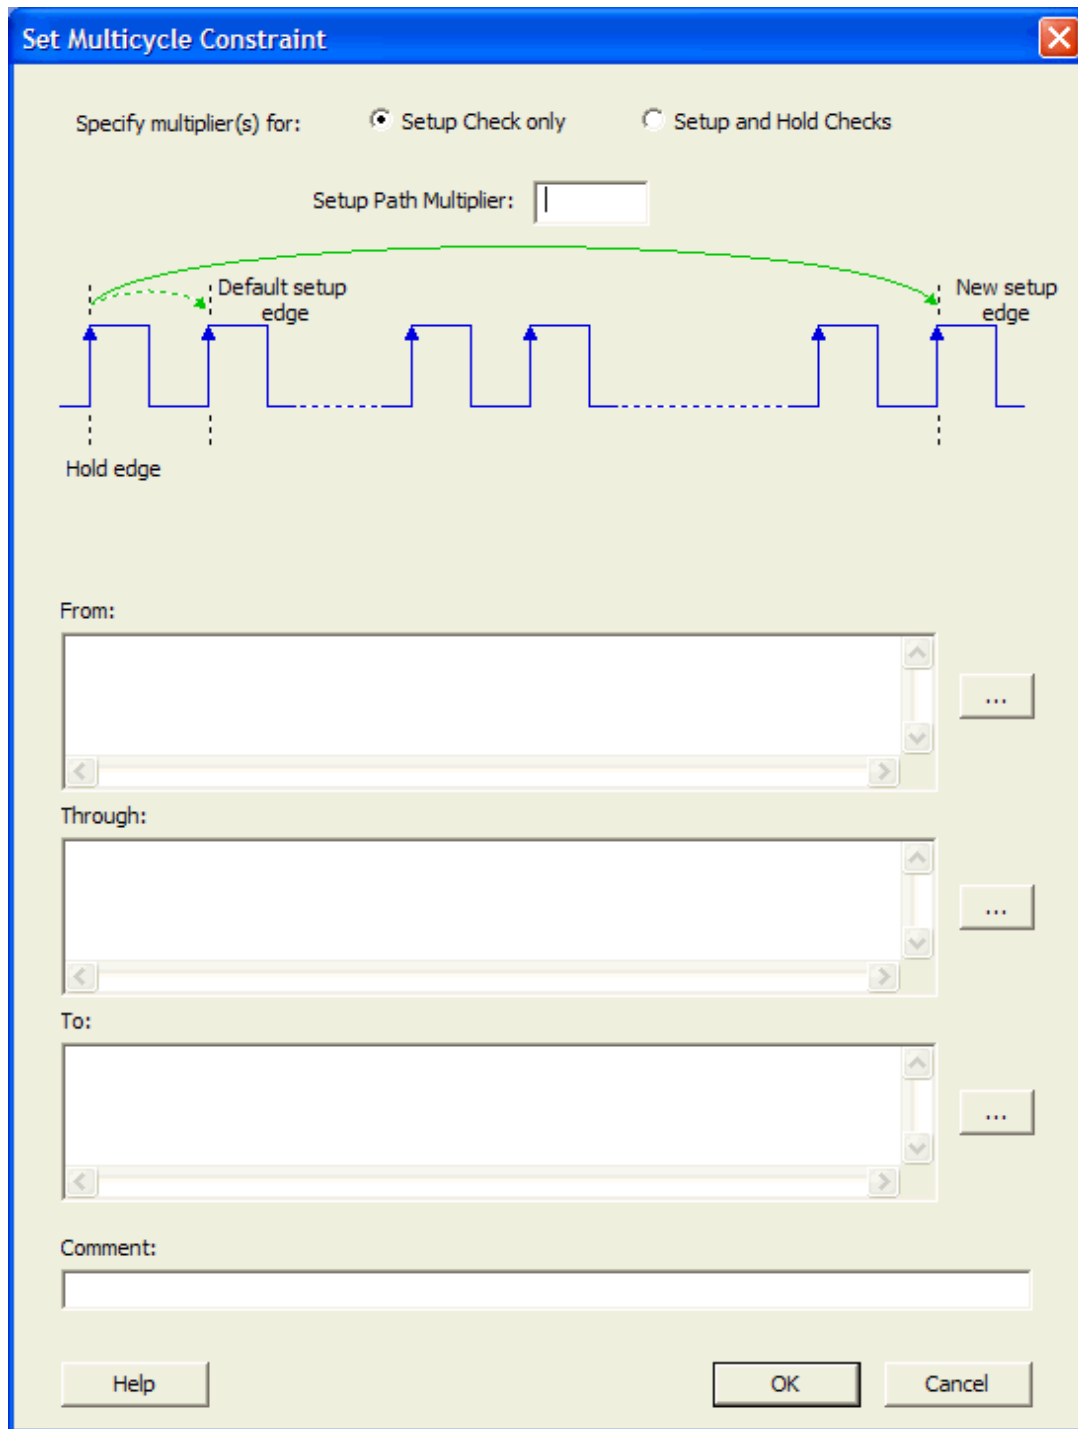 Set Multicycle Constraint
Specify multiplier(s) for: Setup Check only Setup and Hold Checks
Setup Path Multiplier:
Default setup edge
New setup edge
Hold edge
From:
...
Through:
...
To:
...
Comment:
Help OK Cancel